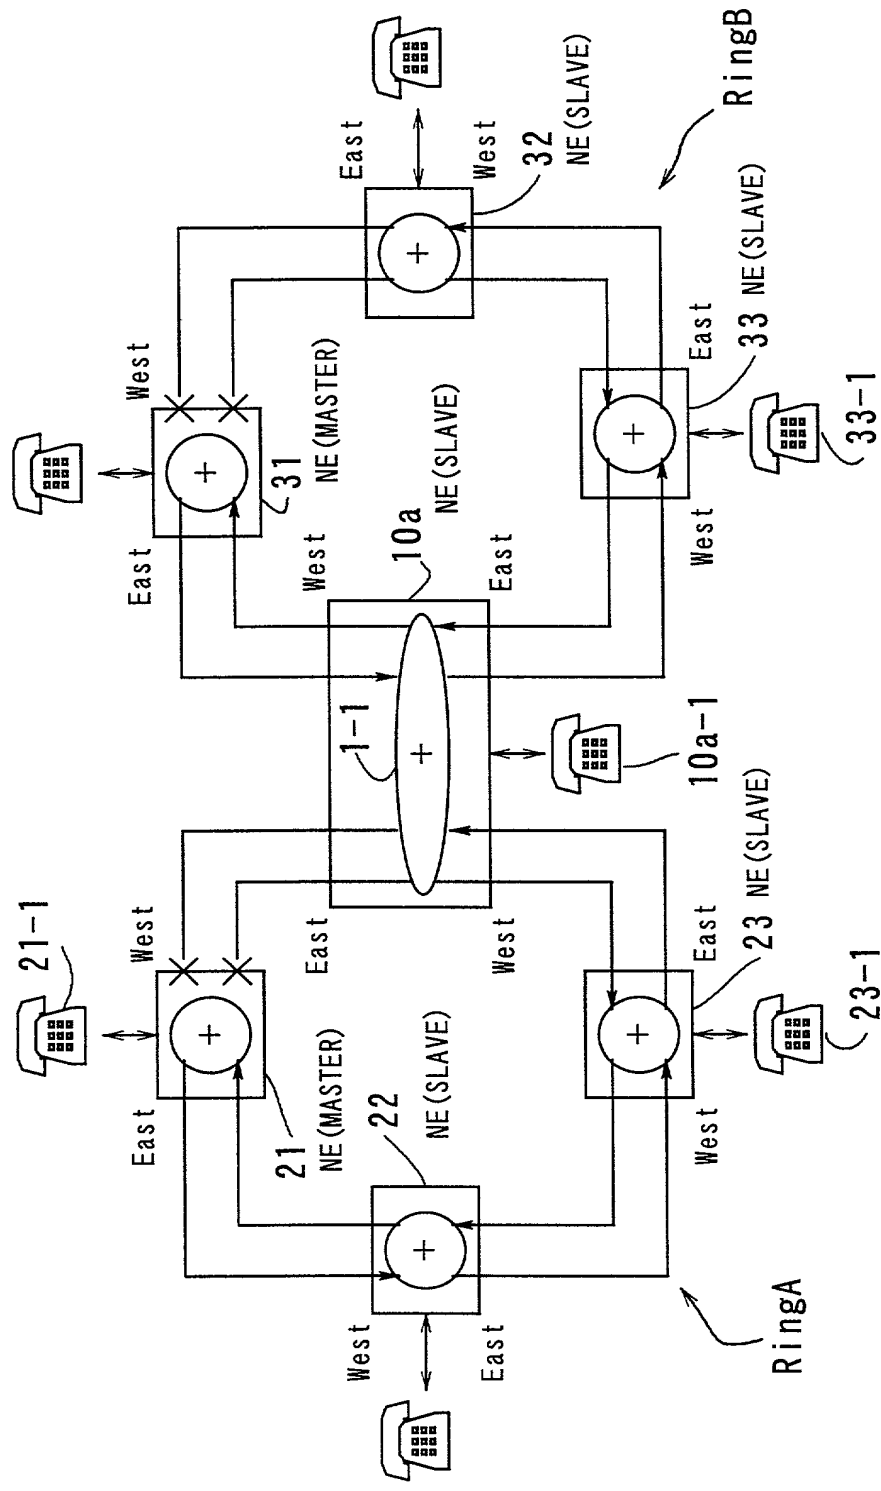 21-1
East
West
21
NE(MASTER)
22
NE(SLAVE)
West
East
East
West
1-1
10a
NE(SLAVE)
West
East
10a-1
West
East
23 NE(SLAVE)
23-1
RingA
East
West
31
NE(MASTER)
East
West
32
NE(SLAVE)
West
East
33 NE(SLAVE)
33-1
RingB